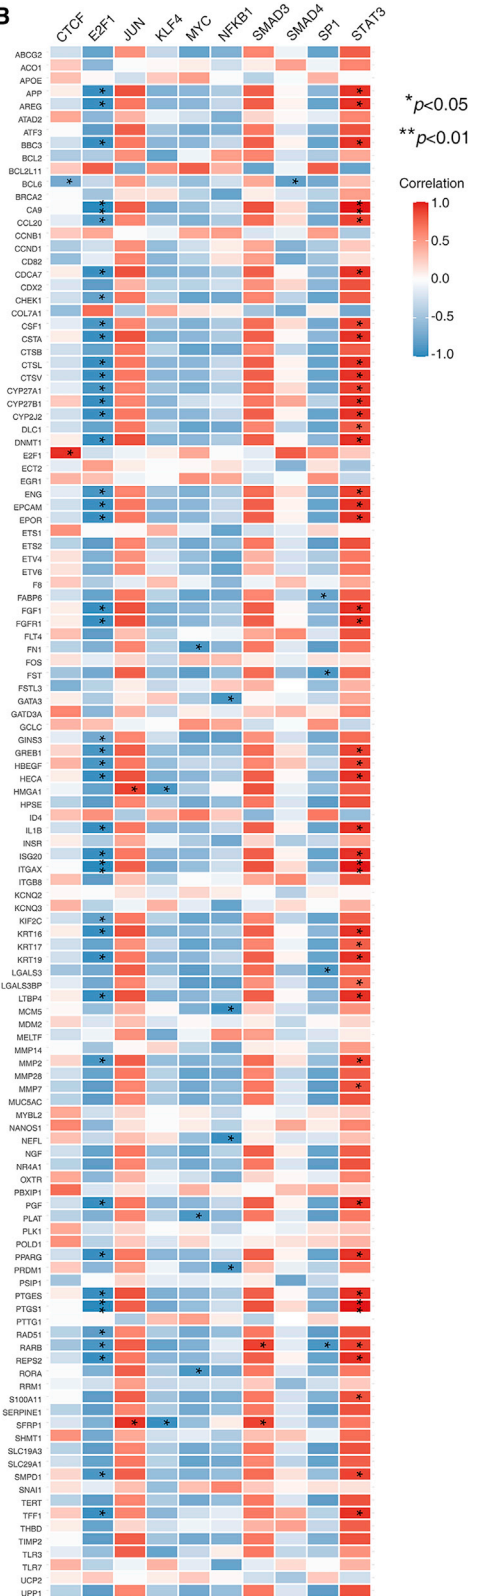 B
CTCF E2F1 JUN KLF4 MYC NFKB1 SMAD3 SMAD4 SP1 STAT3
*p<0.05
**p<0.01
Correlation
1.0
0.5
0.0
-0.5
-1.0
ABCG2
ACO1
APOE
APP * *
AREG * *
ATAD2
ATF3
BBC3 * *
BCL2
BCL2L11
BCL6 * *
BRCA2
CA9 ** **
CCL20 * *
CCNB1
CCND1
CD82
CDCA7 * *
CDX2
CHEK1 *
COL7A1
CSF1 * *
CSTA * *
CTSB
CTSL * *
CTSV * *
CYP27A1 * *
CYP27B1 * *
CYP2J2 * *
DLC1 *
DNMT1 * *
E2F1 *
ECT2
EGR1
ENG * *
EPCAM * *
EPOR * *
ETS1
ETS2
ETV4
ETV6
F8
FABP6 *
FGF1 * *
FGFR1 * *
FLT4
FN1 *
FOS
FST *
FSTL3
GATA3 *
GATD3A
GCLC
GINS3 *
GREB1 * *
HBEGF * *
HECA * *
HMGA1 * *
HPSE
ID4
IL1B * *
INSR
ISG20 * *
ITGAX ** **
ITGB8
KCNQ2
KCNQ3
KIF2C *
KRT16 * *
KRT17 *
KRT19 * *
LGALS3 *
LGALS3BP *
LTBP4 * *
MCM5 *
MDM2
MELTF
MMP14
MMP2 * *
MMP28
MMP7 *
MUC5AC
MYBL2
NANOS1
NEFL *
NGF
NR4A1
OXTR
PBXIP1
PGF * *
PLAT *
PLK1
POLD1
PPARG * *
PRDM1 *
PSIP1
PTGES * *
PTGS1 ** **
PTTG1
RAD51 *
RARB * * * *
REPS2 * *
RORA *
RRM1
S100A11 *
SERPINE1
SFRP1 * * *
SHMT1
SLC19A3
SLC29A1
SMPD1 * *
SNAI1
TERT
TFF1 * *
THBD
TIMP2
TLR3
TLR7
UCP2
UPP1